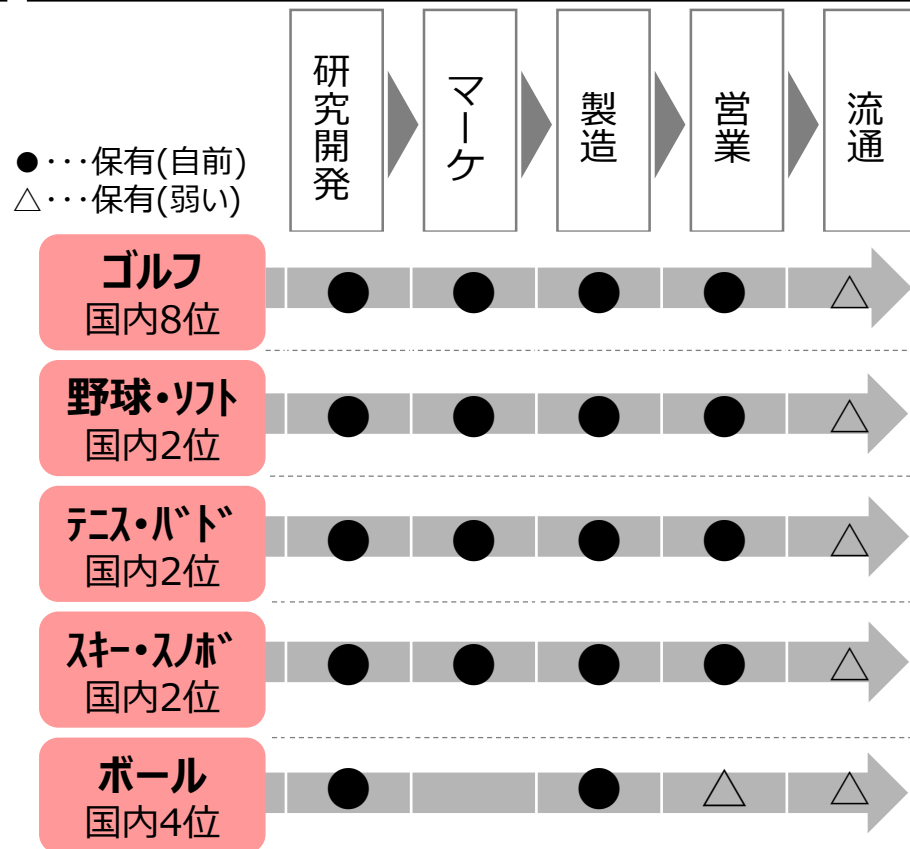 研究開発
マーケ
製造
営業
流通
●･･･保有(自前)
△･･･保有(弱い)
ゴルフ
国内8位
● ● ● ● △
野球・ｿﾌﾄ
国内2位
● ● ● ● △
ﾃﾆｽ・ﾊﾞﾄﾞ
国内2位
● ● ● ● △
ｽｷｰ・ｽﾉﾎﾞ
国内2位
● ● ● ● △
ボール
国内4位
● ● △ △